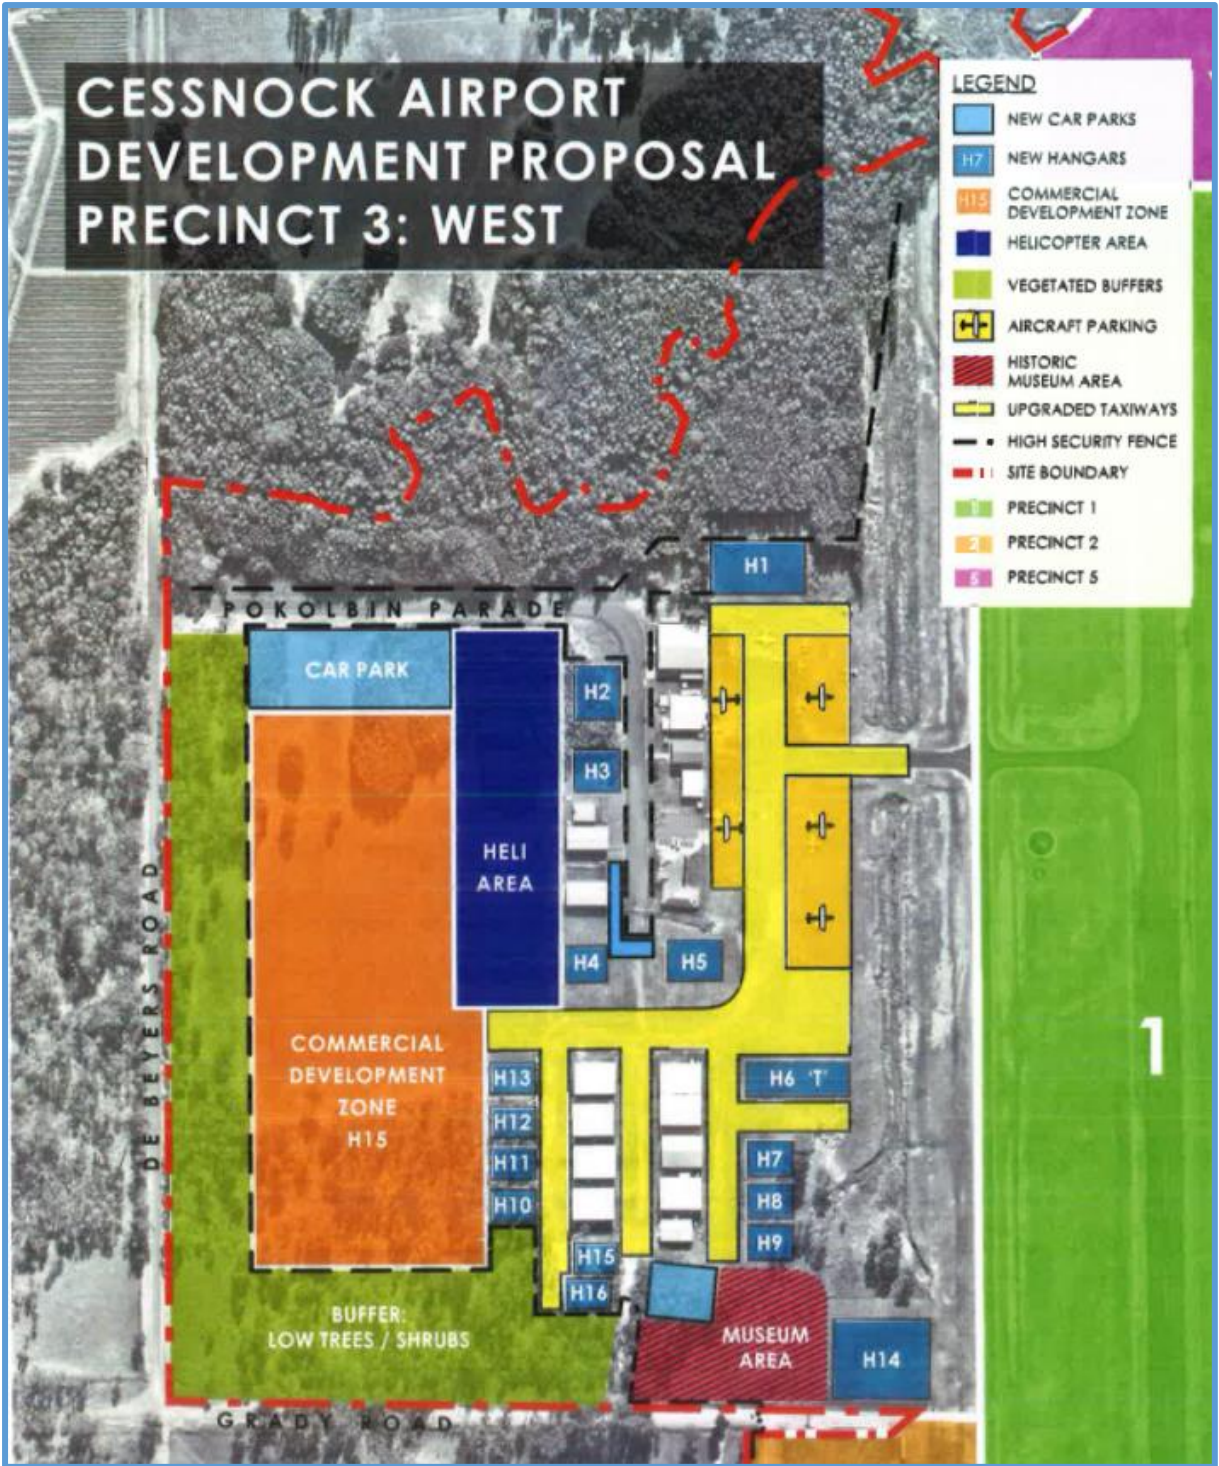 CESSNOCK AIRPORT
DEVELOPMENT PROPOSAL
PRECINCT 3: WEST
LEGEND
NEW CAR PARKS
H7 NEW HANGARS
H15 COMMERCIAL
DEVELOPMENT ZONE
HELICOPTER AREA
VEGETATED BUFFERS
AIRCRAFT PARKING
HISTORIC
MUSEUM AREA
UPGRADED TAXIWAYS
HIGH SECURITY FENCE
SITE BOUNDARY
1 PRECINCT 1
2 PRECINCT 2
5 PRECINCT 5
H1
POKOLBIN PARADE
CAR PARK
H2
H3
HELI
AREA
H4
H5
DE BEYERS ROAD
COMMERCIAL
DEVELOPMENT
ZONE
H15
1
H13
H6 'T'
H12
H11
H7
H10
H8
H9
H15
H16
BUFFER:
LOW TREES / SHRUBS
MUSEUM
AREA
H14
GRADY ROAD